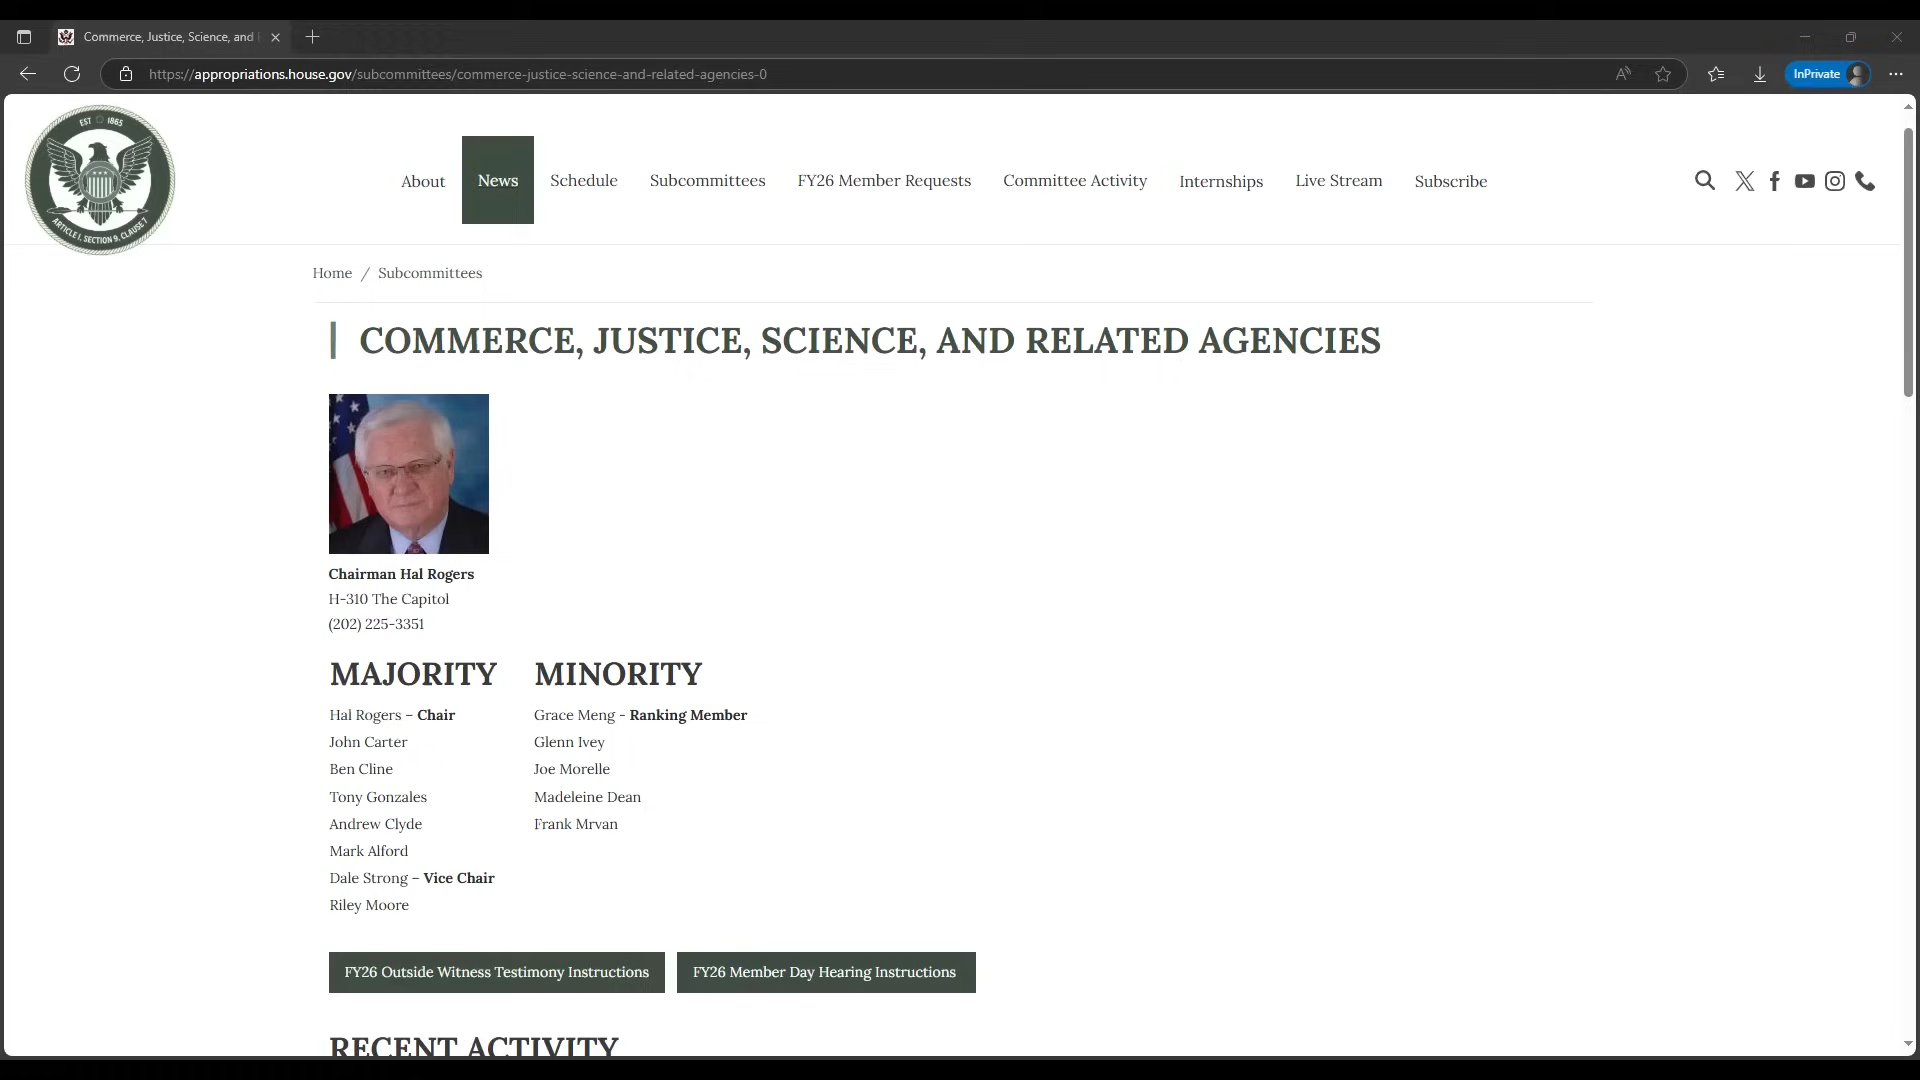 Commerce, Justice, Science, and
https://appropriations.house.gov/subcommittees/commerce-justice-science-and-related-agencies-0
InPrivate
EST 1865
ARTICLE I, SECTION 9, CLAUSE 7
About
News
Schedule
Subcommittees
FY26 Member Requests
Committee Activity
Internships
Live Stream
Subscribe
Home / Subcommittees
COMMERCE, JUSTICE, SCIENCE, AND RELATED AGENCIES
Chairman Hal Rogers
H-310 The Capitol
(202) 225-3351
MAJORITY
Hal Rogers – Chair
John Carter
Ben Cline
Tony Gonzales
Andrew Clyde
Mark Alford
Dale Strong – Vice Chair
Riley Moore
MINORITY
Grace Meng - Ranking Member
Glenn Ivey
Joe Morelle
Madeleine Dean
Frank Mrvan
FY26 Outside Witness Testimony Instructions
FY26 Member Day Hearing Instructions
RECENT ACTIVITY